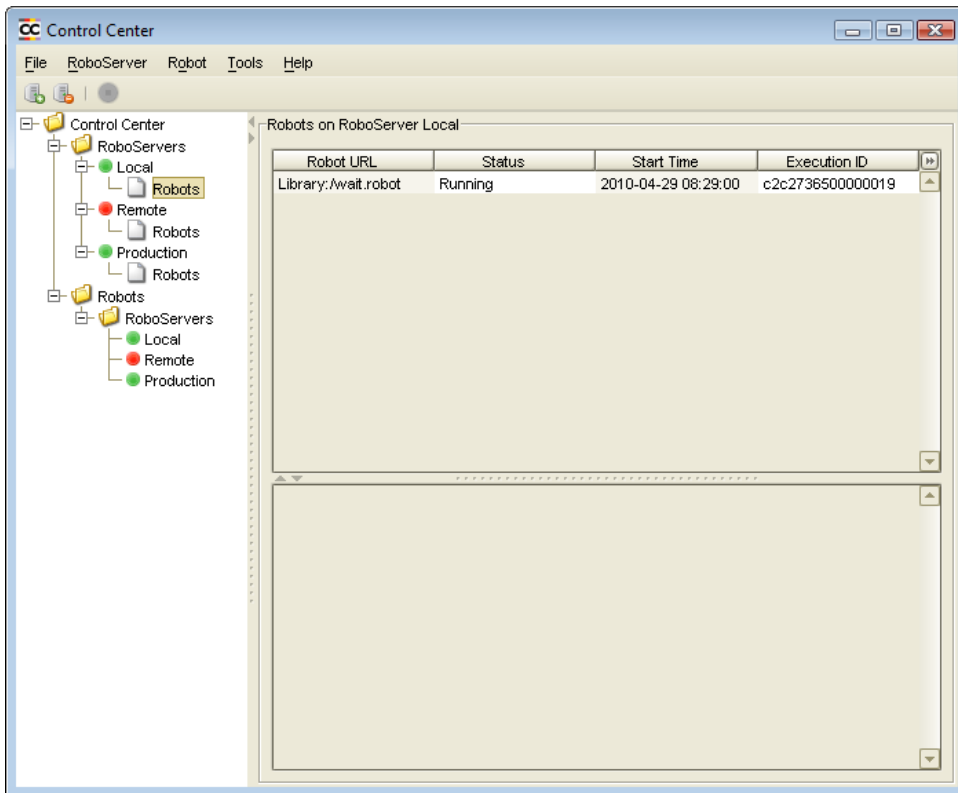 CC Control Center
File RoboServer Robot Tools Help
Control Center
RoboServers
Local
Robots
Remote
Robots
Production
Robots
Robots
RoboServers
Local
Remote
Production
Robots on RoboServer Local
Robot URL Status Start Time Execution ID
Library:/wait.robot Running 2010-04-29 08:29:00 c2c2736500000019